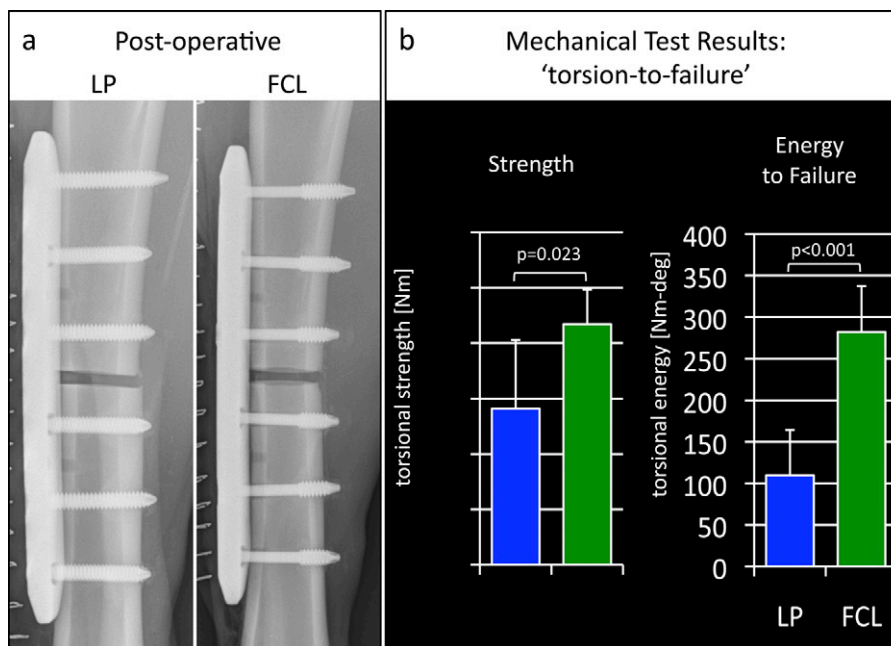 a
Post-operative
LP
FCL
b
Mechanical Test Results:
‘torsion-to-failure’
Strength
torsional strength [Nm]
p=0.023
Energy
to Failure
torsional energy [Nm-deg]
400
350
300
250
200
150
100
50
0
p<0.001
LP
FCL